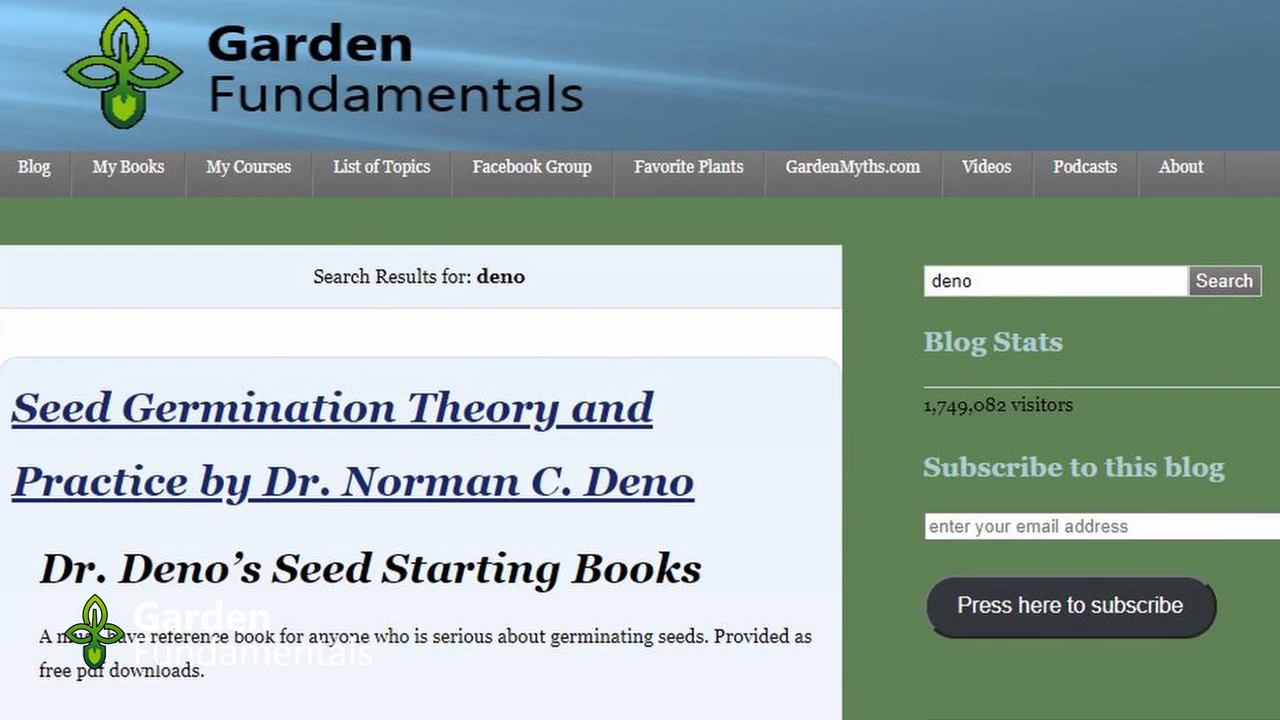 Garden
Fundamentals
Blog
My Books
My Courses
List of Topics
Facebook Group
Favorite Plants
GardenMyths.com
Videos
Podcasts
About
Search Results for: deno
Seed Germination Theory and
Practice by Dr. Norman C. Deno
Dr. Deno’s Seed Starting Books
A must have reference book for anyone who is serious about germinating seeds. Provided as
free pdf downloads.
Garden
Fundamentals
deno
Search
Blog Stats
1,749,082 visitors
Subscribe to this blog
enter your email address
Press here to subscribe